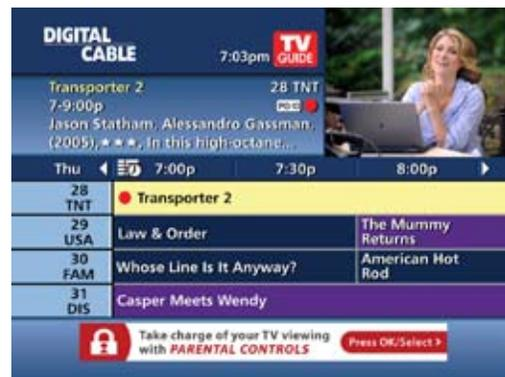 DIGITAL
CABLE
7:03pm
TV
GUIDE
Transporter 2
28 TNT
7-9:00p
PG13
Jason Statham, Alessandro Gassman.
(2005),★★★, In this high-octane...
Thu
7:00p
7:30p
8:00p
28
TNT
Transporter 2
29
USA
Law & Order
The Mummy
Returns
30
FAM
Whose Line Is It Anyway?
American Hot
Rod
31
DIS
Casper Meets Wendy
Take charge of your TV viewing
with PARENTAL CONTROLS
Press OK/Select >